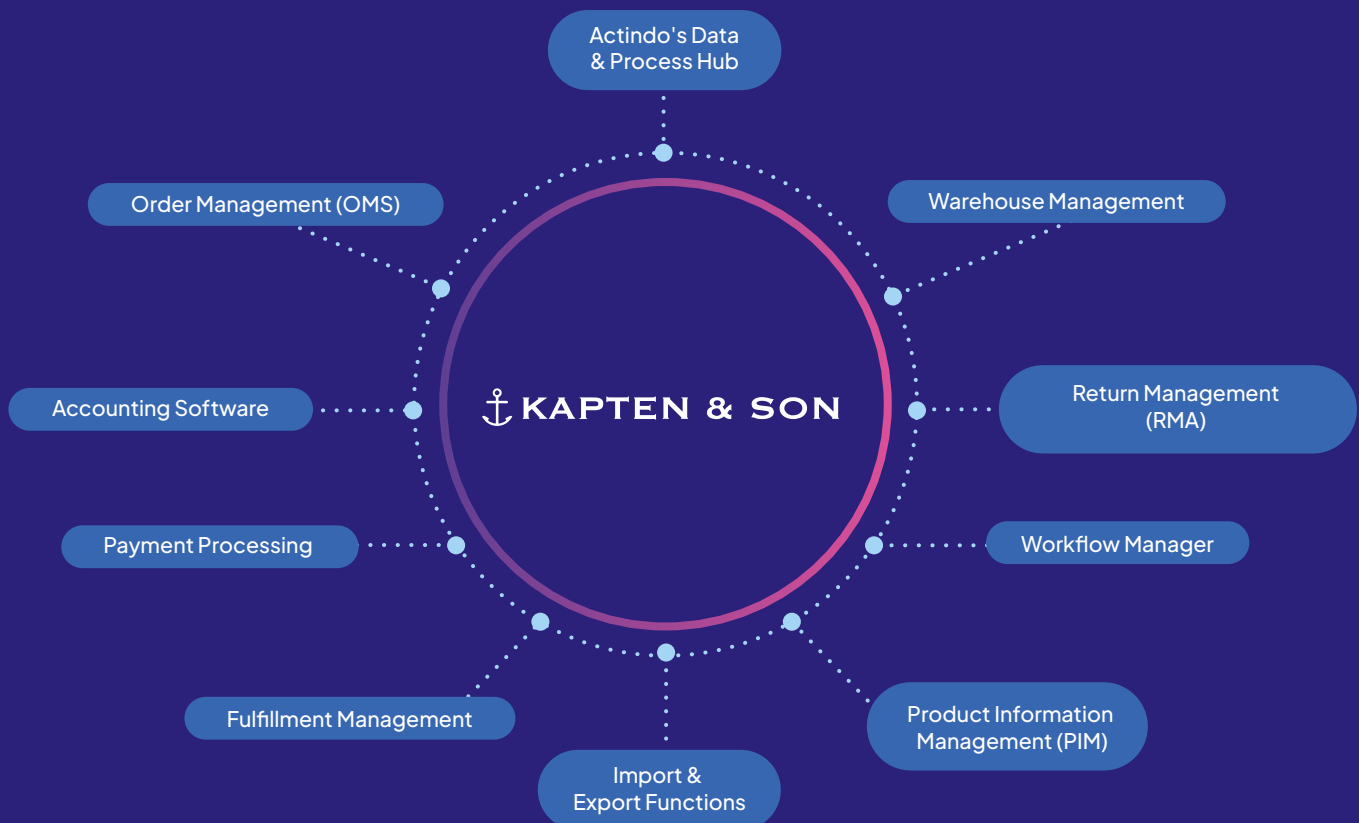 Actindo's Data
& Process Hub
Order Management (OMS)
Warehouse Management
Accounting Software
KAPTEN & SON
Return Management
(RMA)
Payment Processing
Workflow Manager
Fulfillment Management
Product Information
Management (PIM)
Import &
Export Functions